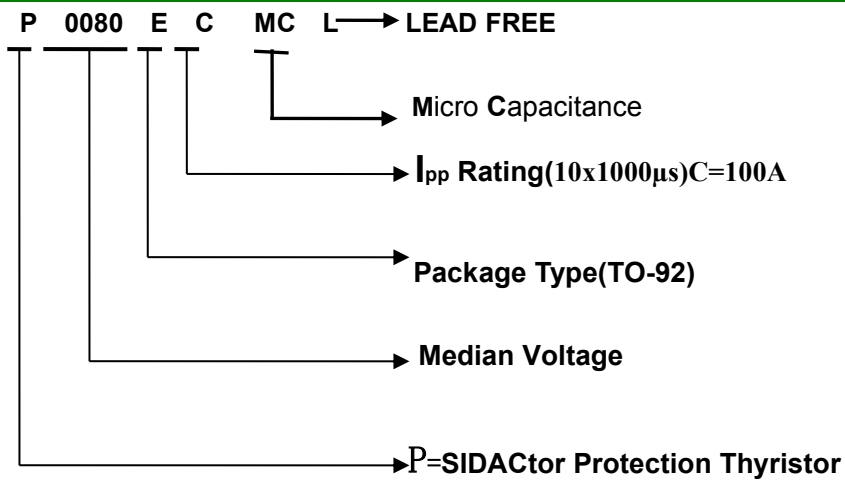 P 0080 E C MC L LEAD FREE
Micro Capacitance
Ipp Rating(10x1000μs)C=100A
Package Type(TO-92)
Median Voltage
P=SIDACtor Protection Thyristor